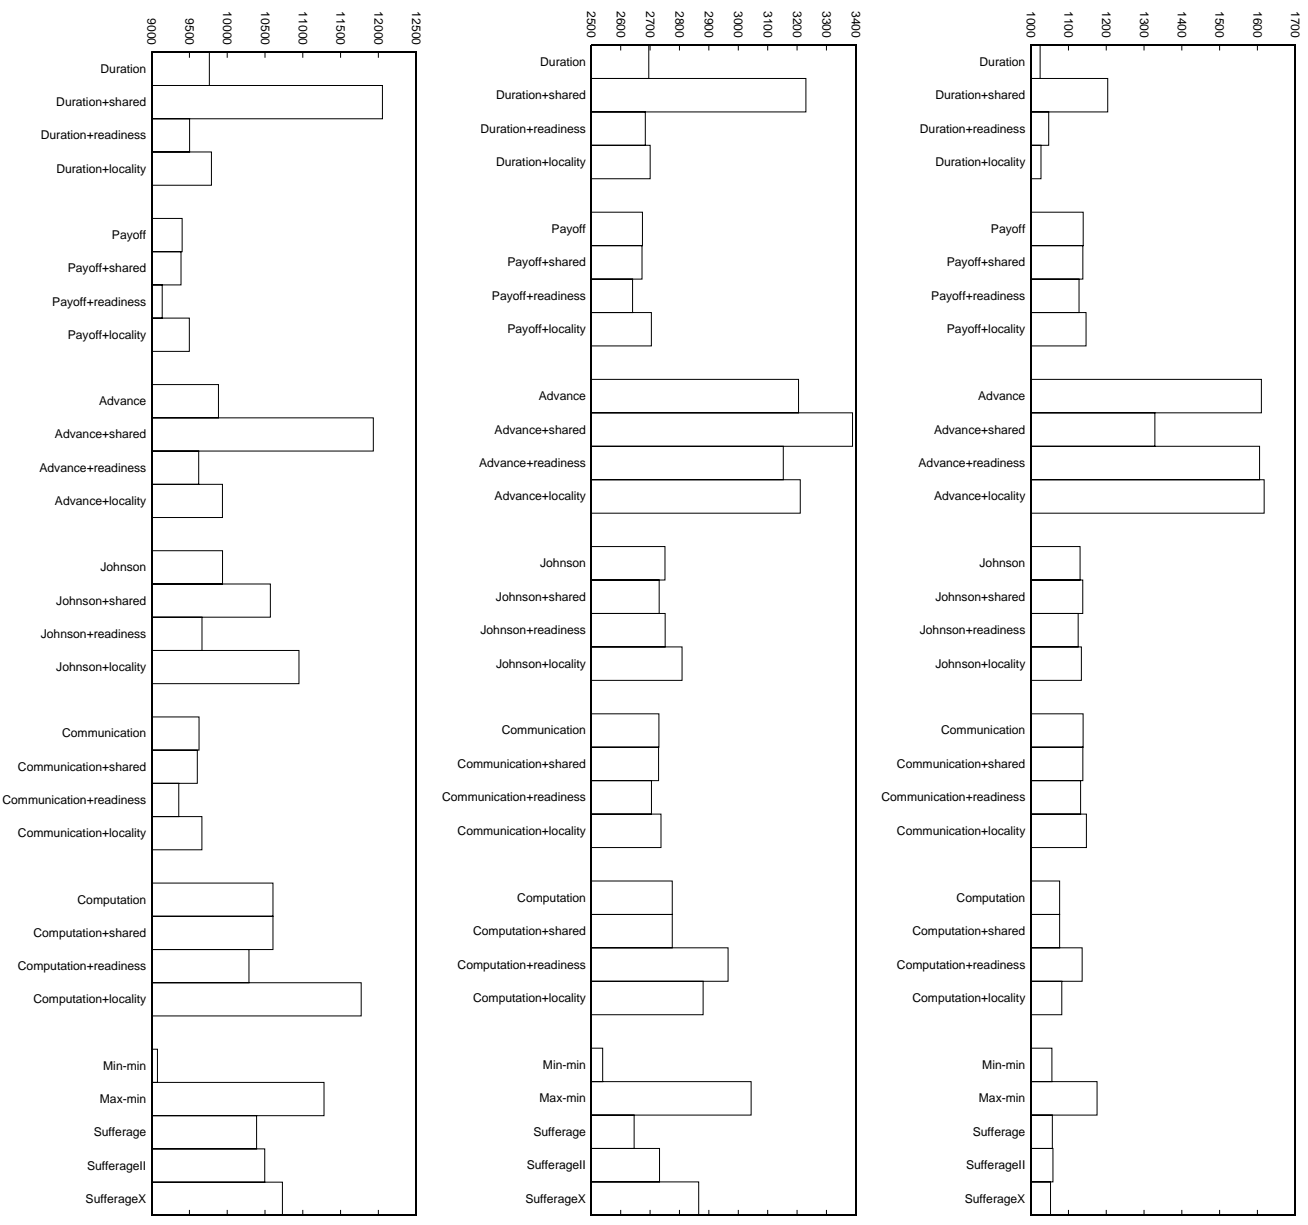 9000 9500 10000 10500 11000 11500 12000 12500
Duration
Duration+shared
Duration+readiness
Duration+locality
Payoff
Payoff+shared
Payoff+readiness
Payoff+locality
Advance
Advance+shared
Advance+readiness
Advance+locality
Johnson
Johnson+shared
Johnson+readiness
Johnson+locality
Communication
Communication+shared
Communication+readiness
Communication+locality
Computation
Computation+shared
Computation+readiness
Computation+locality
Min-min
Max-min
Sufferage
SufferageII
SufferageX
2500 2600 2700 2800 2900 3000 3100 3200 3300 3400
Duration
Duration+shared
Duration+readiness
Duration+locality
Payoff
Payoff+shared
Payoff+readiness
Payoff+locality
Advance
Advance+shared
Advance+readiness
Advance+locality
Johnson
Johnson+shared
Johnson+readiness
Johnson+locality
Communication
Communication+shared
Communication+readiness
Communication+locality
Computation
Computation+shared
Computation+readiness
Computation+locality
Min-min
Max-min
Sufferage
SufferageII
SufferageX
1000 1100 1200 1300 1400 1500 1600 1700
Duration
Duration+shared
Duration+readiness
Duration+locality
Payoff
Payoff+shared
Payoff+readiness
Payoff+locality
Advance
Advance+shared
Advance+readiness
Advance+locality
Johnson
Johnson+shared
Johnson+readiness
Johnson+locality
Communication
Communication+shared
Communication+readiness
Communication+locality
Computation
Computation+shared
Computation+readiness
Computation+locality
Min-min
Max-min
Sufferage
SufferageII
SufferageX